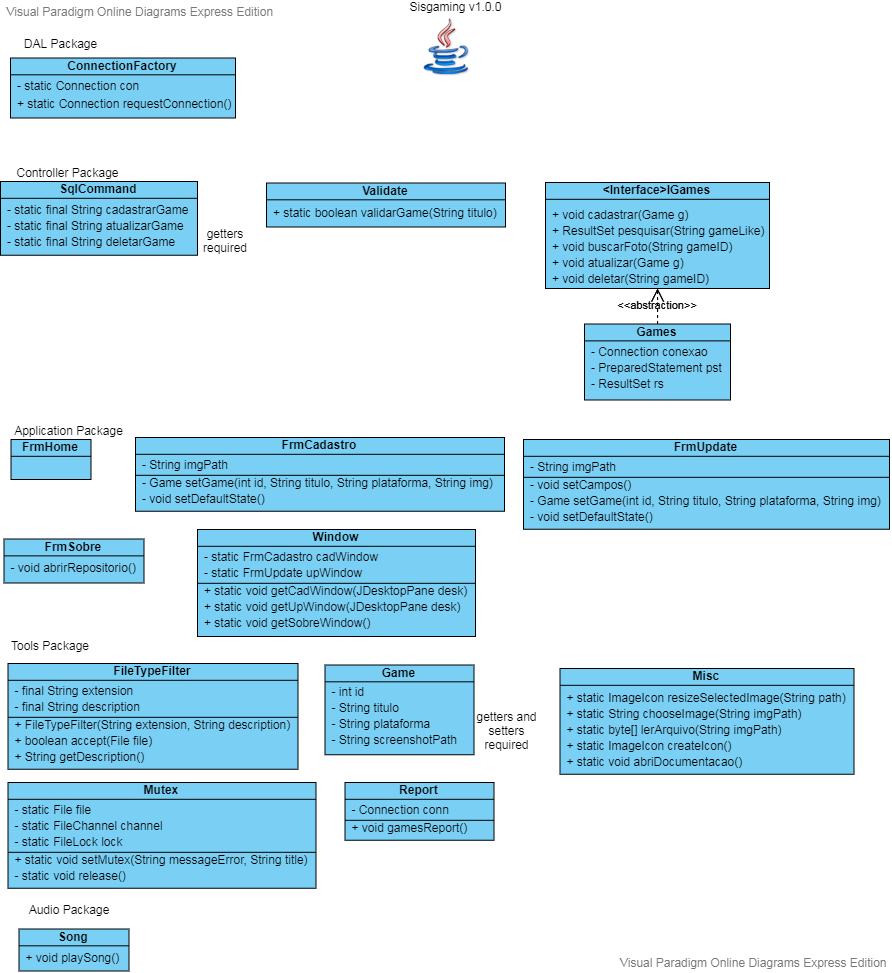 Visual Paradigm Online Diagrams Express Edition
Sisgaming v1.0.0
DAL Package
ConnectionFactory
- static Connection con
+ static Connection requestConnection()
Controller Package
SqlCommand
- static final String cadastrarGame
- static final String atualizarGame
- static final String deletarGame
getters
required
Validate
+ static boolean validarGame(String titulo)
<Interface>IGames
+ void cadastrar(Game g)
+ ResultSet pesquisar(String gameLike)
+ void buscarFoto(String gameID)
+ void atualizar(Game g)
+ void deletar(String gameID)
<<abstraction>>
Games
- Connection conexao
- PreparedStatement pst
- ResultSet rs
Application Package
FrmHome
FrmCadastro
- String imgPath
- Game setGame(int id, String titulo, String plataforma, String img)
- void setDefaultState()
FrmUpdate
- String imgPath
- void setCampos()
- Game setGame(int id, String titulo, String plataforma, String img)
- void setDefaultState()
FrmSobre
- void abrirRepositorio()
Window
- static FrmCadastro cadWindow
- static FrmUpdate upWindow
+ static void getCadWindow(JDesktopPane desk)
+ static void getUpWindow(JDesktopPane desk)
+ static void getSobreWindow()
Tools Package
FileTypeFilter
- final String extension
- final String description
+ FileTypeFilter(String extension, String description)
+ boolean accept(File file)
+ String getDescription()
Game
- int id
- String titulo
- String plataforma
- String screenshotPath
getters and
setters
required
Misc
+ static ImageIcon resizeSelectedImage(String path)
+ static String chooseImage(String imgPath)
+ static byte[] lerArquivo(String imgPath)
+ static ImageIcon createIcon()
+ static void abriDocumentacao()
Mutex
- static File file
- static FileChannel channel
- static FileLock lock
+ static void setMutex(String messageError, String title)
- static void release()
Report
- Connection conn
+ void gamesReport()
Audio Package
Song
+ void playSong()
Visual Paradigm Online Diagrams Express Edition